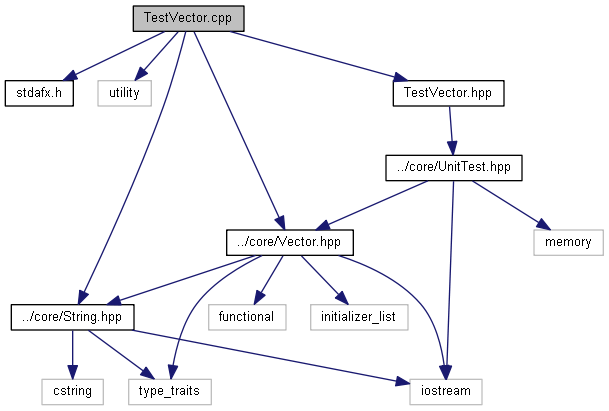 TestVector.cpp
stdafx.h
utility
TestVector.hpp
../core/UnitTest.hpp
../core/Vector.hpp
memory
../core/String.hpp
functional
initializer_list
cstring
type_traits
iostream